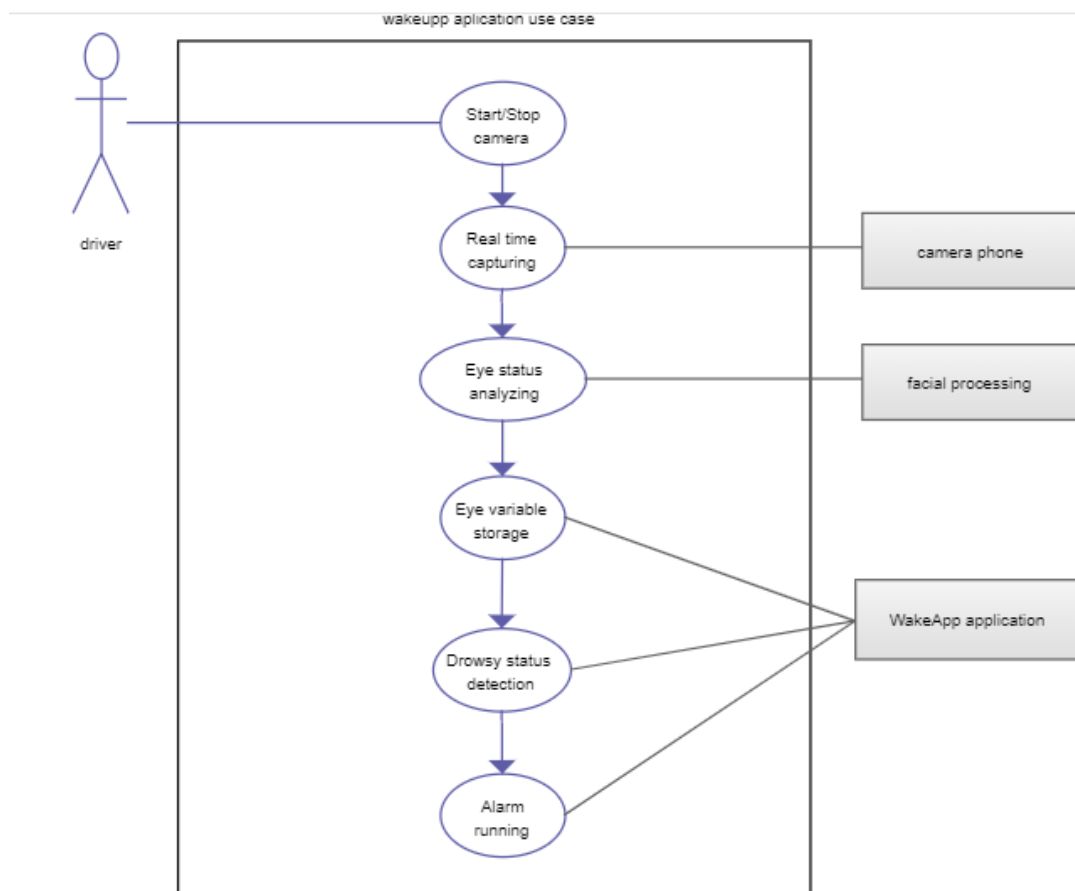 wakeupp aplication use case
Start/Stop
camera
driver
Real time
capturing
camera phone
Eye status
analyzing
facial processing
Eye variable
storage
WakeApp application
Drowsy status
detection
Alarm
running